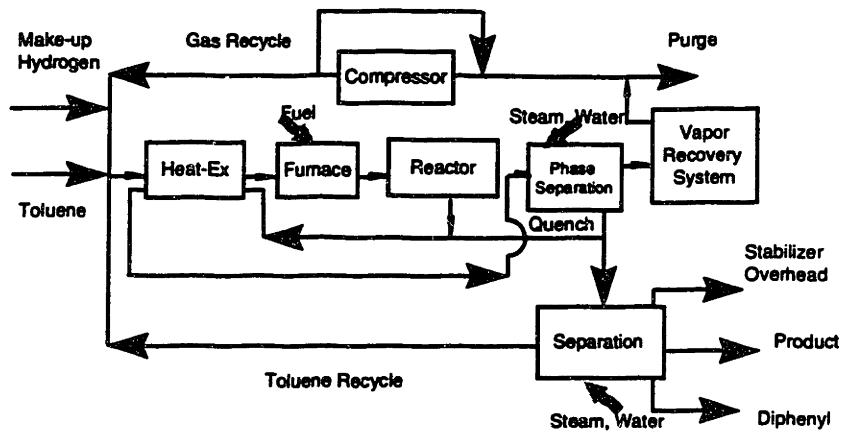 Make-up
Hydrogen
Gas Recycle
Purge
Compressor
Fuel
Steam, Water
Vapor
Recovery
System
Heat-Ex
Furnace
Reactor
Phase
Separation
Toluene
Quench
Stabilizer
Overhead
Separation
Product
Toluene Recycle
Steam, Water
Diphenyl